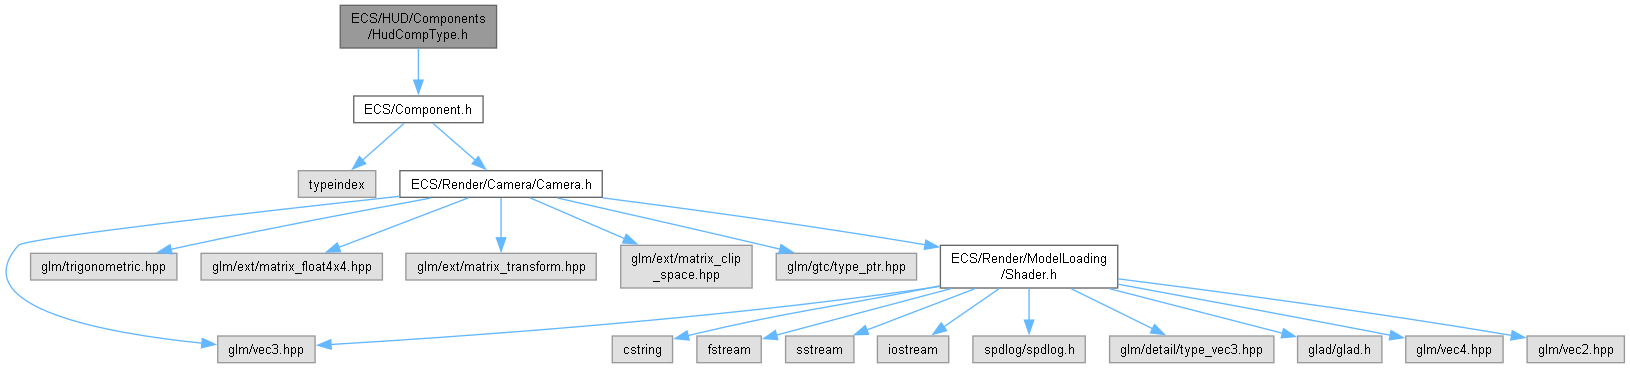 ECS/HUD/Components
/HudCompType.h
ECS/Component.h
typeindex
ECS/Render/Camera/Camera.h
glm/trigonometric.hpp
glm/ext/matrix_float4x4.hpp
glm/ext/matrix_transform.hpp
glm/ext/matrix_clip
_space.hpp
glm/gtc/type_ptr.hpp
ECS/Render/ModelLoading
/Shader.h
glm/vec3.hpp
cstring
fstream
sstream
iostream
spdlog/spdlog.h
glm/detail/type_vec3.hpp
glad/glad.h
glm/vec4.hpp
glm/vec2.hpp